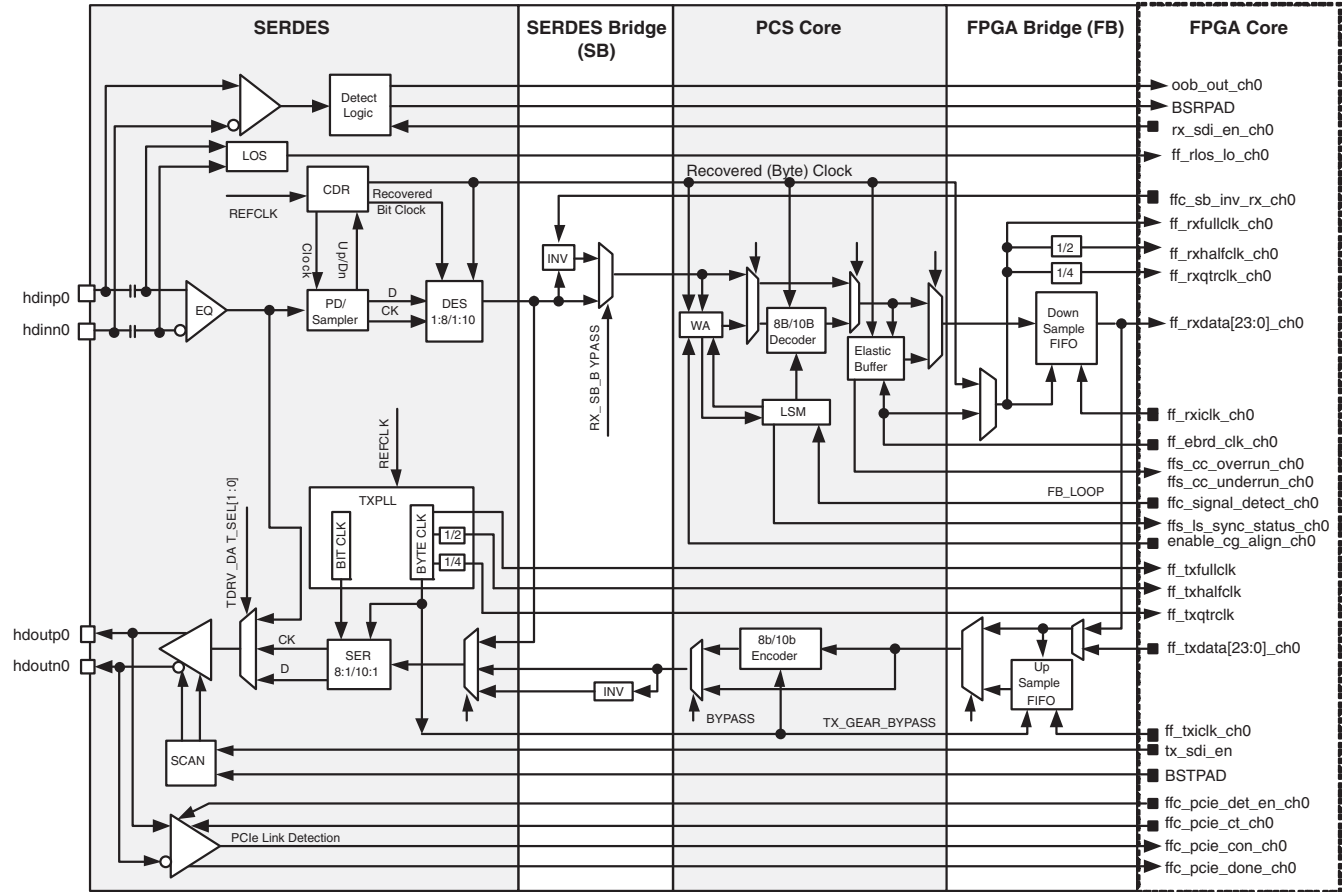 SERDES
SERDES Bridge
(SB)
PCS Core
FPGA Bridge (FB)
FPGA Core
Detect
Logic
oob_out_ch0
BSRPAD
rx_sdi_en_ch0
LOS
ff_rlos_lo_ch0
CDR
REFCLK
Recovered
Bit Clock
Recovered (Byte) Clock
ffc_sb_inv_rx_ch0
ff_rxfullclk_ch0
Clock
Up/Dn
INV
1/2
ff_rxhalfclk_ch0
1/4
ff_rxqtrclk_ch0
hdinp0
hdinn0
EQ
PD/
Sampler
D
CK
DES
1:8/1:10
RX_ SB_B YPASS
WA
8B/10B
Decoder
Elastic
Buffer
Down
Sample
FIFO
ff_rxdata[23:0]_ch0
LSM
ff_rxiclk_ch0
ff_ebrd_clk_ch0
ffs_cc_overrun_ch0
ffs_cc_underrun_ch0
FB_LOOP
ffc_signal_detect_ch0
ffs_ls_sync_status_ch0
enable_cg_align_ch0
REFCLK
TXPLL
BIT CLK
BYTE CLK
1/2
1/4
TDRV_DA T_SEL[1:0]
ff_txfullclk
ff_txhalfclk
ff_txqtrclk
hdoutp0
hdoutn0
CK
D
SER
8:1/10:1
INV
BYPASS
8b/10b
Encoder
TX_GEAR_BYPASS
Up
Sample
FIFO
ff_txdata[23:0]_ch0
ff_txiclk_ch0
tx_sdi_en
SCAN
BSTPAD
ffc_pcie_det_en_ch0
ffc_pcie_ct_ch0
PCIe Link Detection
ffc_pcie_con_ch0
ffc_pcie_done_ch0